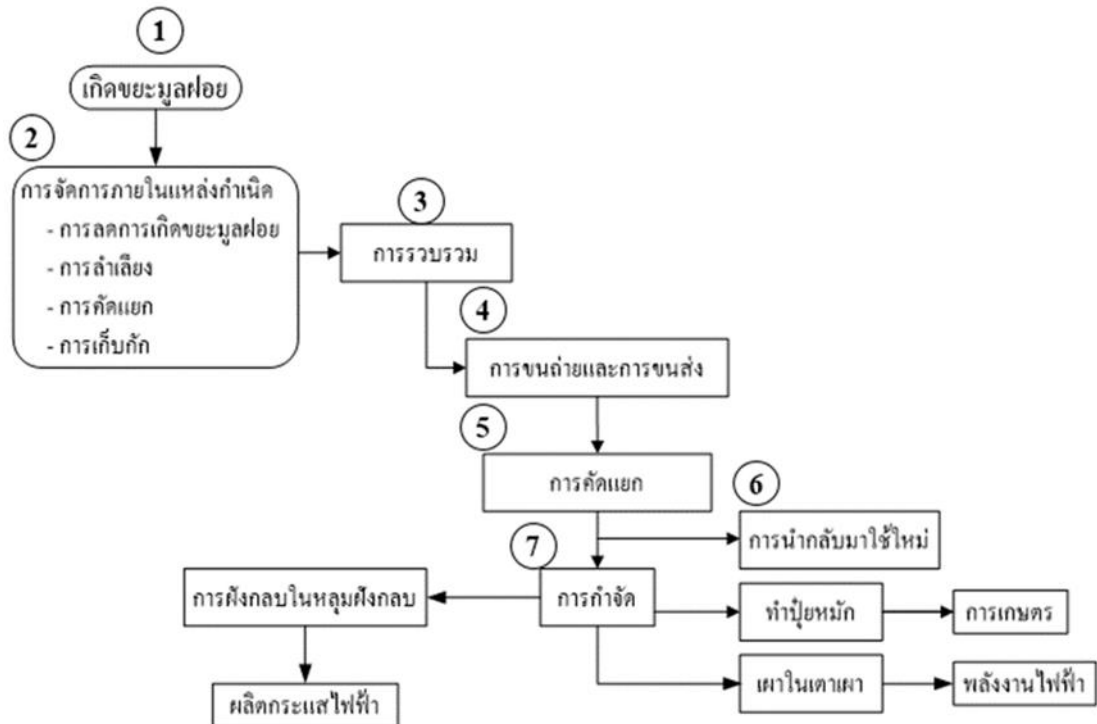 1
เกิดขยะมูลฝอย
2
การจัดการภายในแหล่งกำเนิด
- การลดการเกิดขยะมูลฝอย
- การลำเลียง
- การคัดแยก
- การเก็บกัก
3
การรวบรวม
4
การขนถ่ายและการขนส่ง
5
การคัดแยก
6
การนำกลับมาใช้ใหม่
7
การกำจัด
การฝังกลบในหลุมฝังกลบ
ผลิตกระแสไฟฟ้า
ทำปุ๋ยหมัก
การเกษตร
เผาในเตาเผา
พลังงานไฟฟ้า